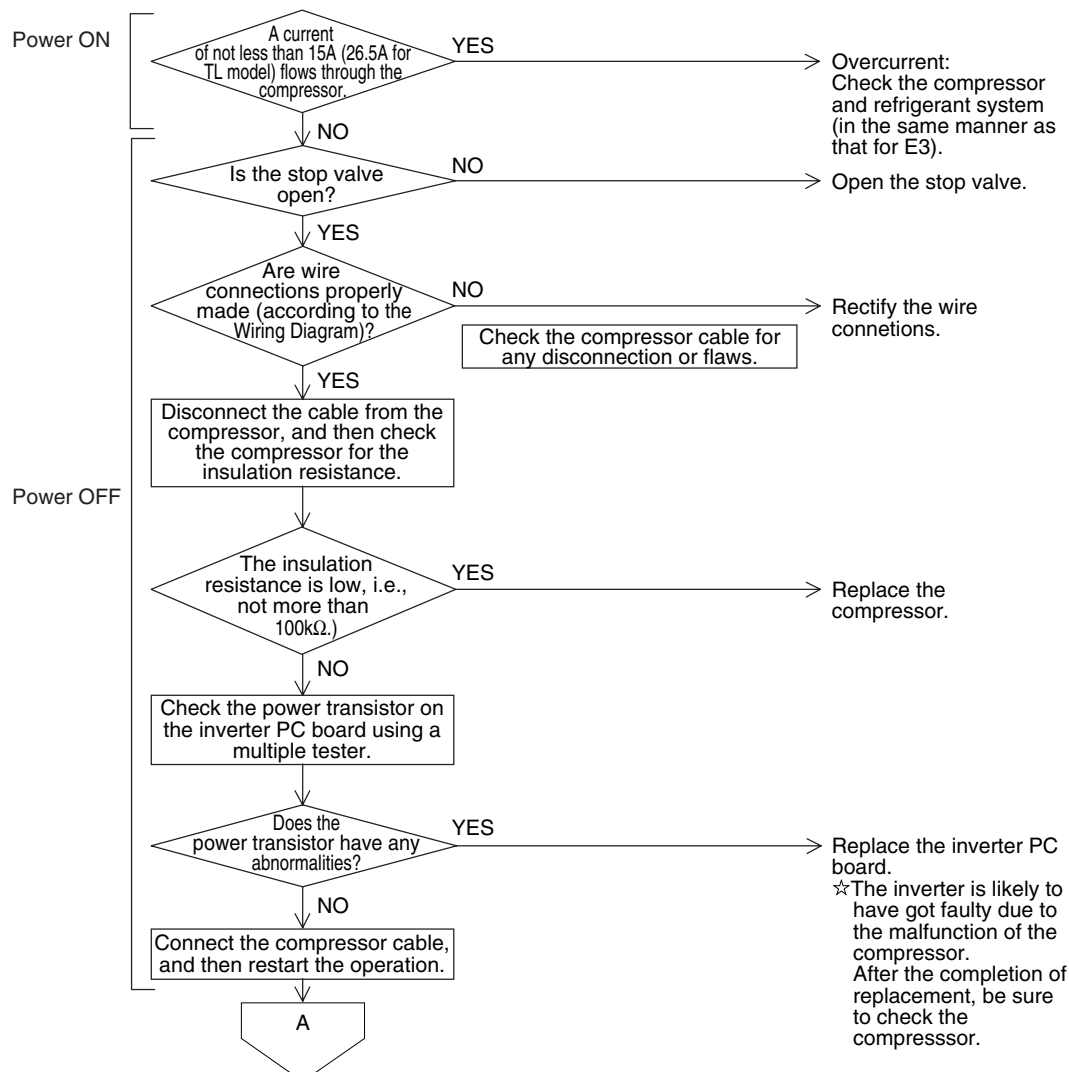 Power ON
A current
of not less than 15A (26.5A for
TL model) flows through the
compressor.
YES
Overcurrent:
Check the compressor
and refrigerant system
(in the same manner as
that for E3).
NO
Is the stop valve
open?
NO
Open the stop valve.
YES
Are wire
connections properly
made (according to the
Wiring Diagram)?
NO
Rectify the wire
connetions.
Check the compressor cable for
any disconnection or flaws.
YES
Disconnect the cable from the
compressor, and then check
the compressor for the
insulation resistance.
Power OFF
The insulation
resistance is low, i.e.,
not more than
100kΩ.)
YES
Replace the
compressor.
NO
Check the power transistor on
the inverter PC board using a
multiple tester.
Does the
power transistor have any
abnormalities?
YES
Replace the inverter PC
board.
☆The inverter is likely to
have got faulty due to
the malfunction of the
compressor.
After the completion of
replacement, be sure
to check the
compresssor.
NO
Connect the compressor cable,
and then restart the operation.
A